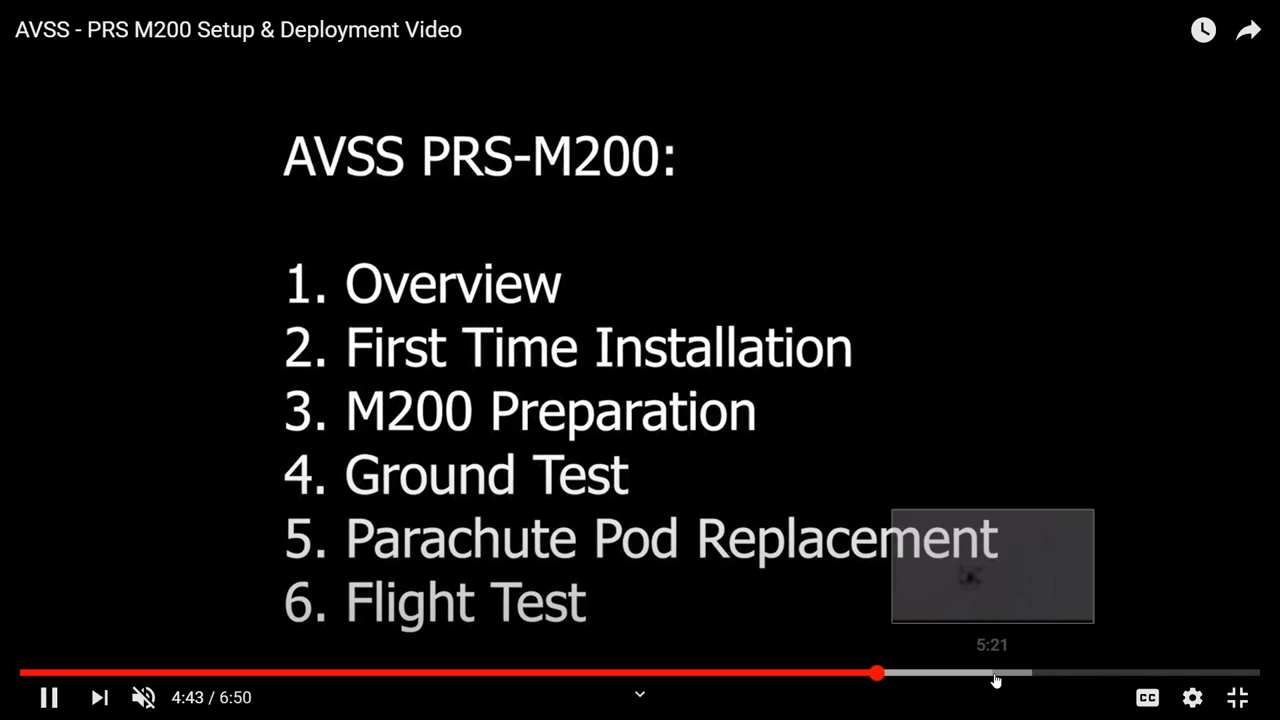 AVSS - PRS M200 Setup & Deployment Video
AVSS PRS-M200:
1. Overview
2. First Time Installation
3. M200 Preparation
4. Ground Test
5. Parachute Pod Replacement
6. Flight Test
5:21
4:43 / 6:50
CC